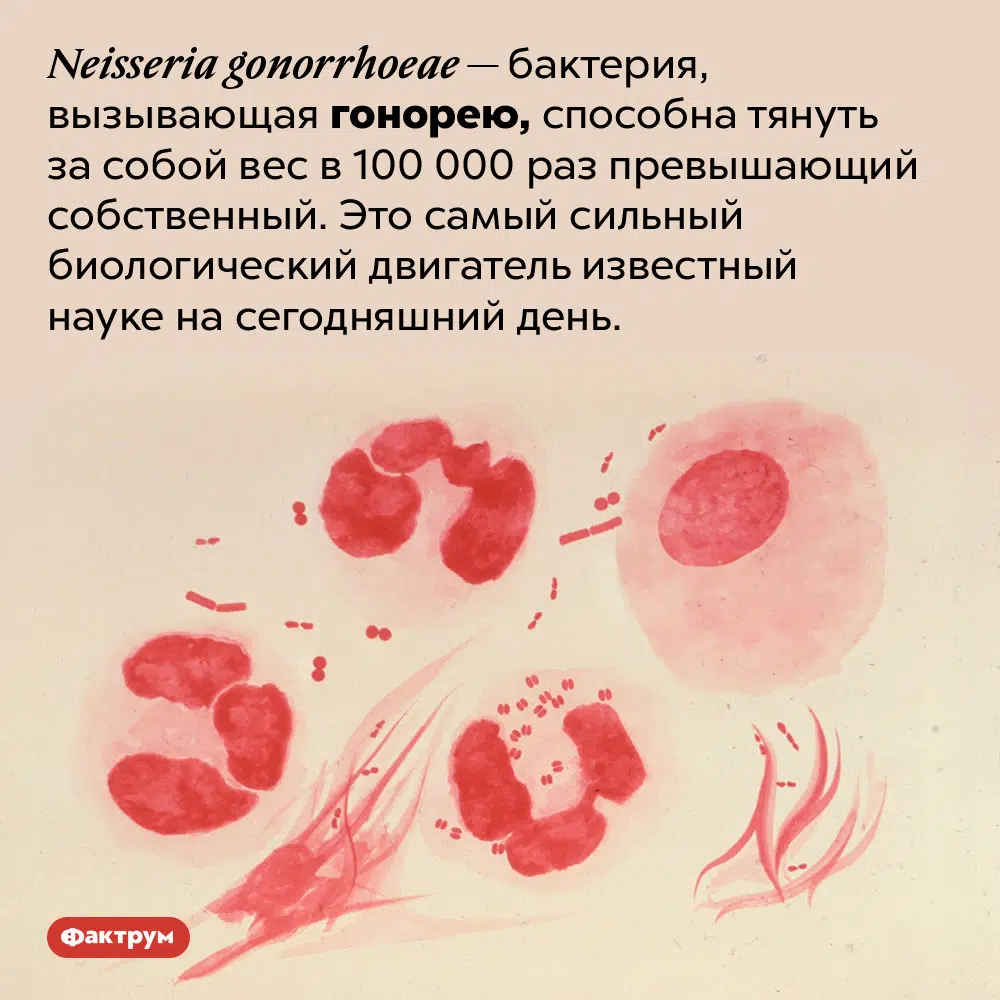 Neisseria gonorrhoeae — бактерия,
вызывающая гонорею, способна тянуть
за собой вес в 100 000 раз превышающий
собственный. Это самый сильный
биологический двигатель известный
науке на сегодняшний день.
Фактрум